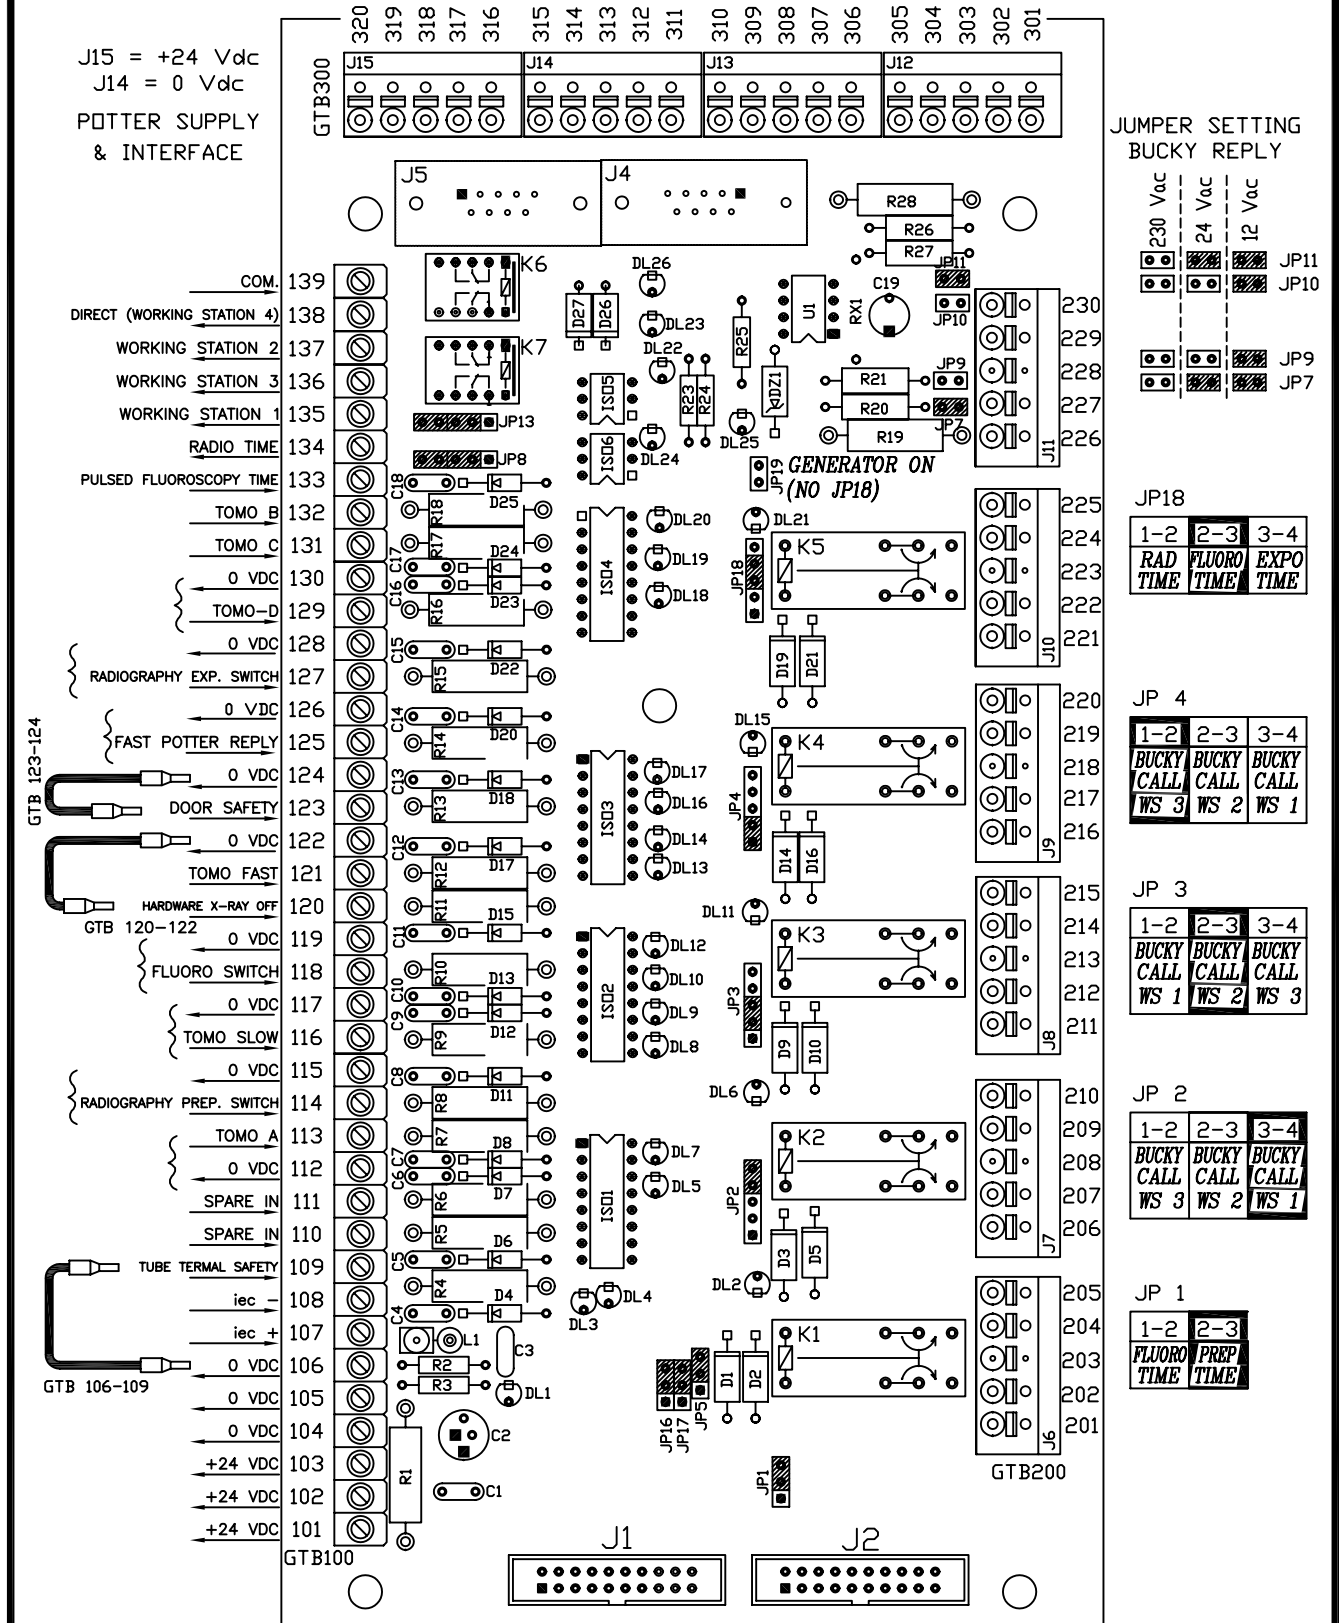 320 319 318 317 316 315 314 313 312 311 310 309 308 307 306 305 304 303 302 301
J15 = +24 Vdc
J14 = 0 Vdc
POTTER SUPPLY
& INTERFACE
GTB300
J15 J14 J13 J12
J5 J4
JUMPER SETTING
BUCKY REPLY
230 Vac 24 Vac 12 Vac
JP11
JP10
JP9
JP7
COM. 139
DIRECT (WORKING STATION 4) 138
WORKING STATION 2 137
WORKING STATION 3 136
WORKING STATION 1 135
RADIO TIME 134
PULSED FLUOROSCOPY TIME 133
TOMO B 132
TOMO C 131
0 VDC 130
TOMO-D 129
0 VDC 128
RADIOGRAPHY EXP. SWITCH 127
0 VDC 126
FAST POTTER REPLY 125
0 VDC 124
DOOR SAFETY 123
0 VDC 122
TOMO FAST 121
HARDWARE X-RAY OFF 120
0 VDC 119
FLUORO SWITCH 118
0 VDC 117
TOMO SLOW 116
0 VDC 115
RADIOGRAPHY PREP. SWITCH 114
TOMO A 113
0 VDC 112
SPARE IN 111
SPARE IN 110
TUBE TERMAL SAFETY 109
iec - 108
iec + 107
0 VDC 106
0 VDC 105
0 VDC 104
+24 VDC 103
+24 VDC 102
+24 VDC 101
GTB100
GTB 123-124
GTB 120-122
GTB 106-109
K6
K7
JP13
JP8
C18 D25
R18
R17
C17 D24
C16 D23
R16
C15 D22
R15
C14 D20
R14
C13 D18
R13
C12 D17
R12
R11
C11 D15
R10
C10 D13
C9 D12
R9
C8 D11
R8
R7
C7 D8
C6 D7
R6
R5
C5 D6
R4
C4 D4
L1
C3
R2
R3
DL1
C2
R1
C1
D27 D26
DL26
DL23
DL22
R23 R24
ISO5
ISO6
DL24
R25
DL25
DZ1
U1
RX1
C19
R28
R26
R27
JP11
JP10
JP9
R21
R20
JP7
R19
JP19
GENERATOR ON
(NO JP18)
ISO4
DL20
DL19
DL18
DL21
JP18
K5
D19 D21
DL15
ISO3
DL17
DL16
DL14
DL13
JP4
K4
D14 D16
DL11
ISO2
DL12
DL10
DL9
DL8
JP3
K3
D9 D10
DL6
ISO1
DL7
DL5
JP2
K2
D3 D5
DL2
DL3
DL4
K1
JP16 JP17 JP5
D1 D2
JP1
230
229
228
227
226
J11
225
224
223
222
221
J10
220
219
218
217
216
J9
215
214
213
212
211
J8
210
209
208
207
206
J7
205
204
203
202
201
J6
GTB200
J1 J2
JP18
1-2 2-3 3-4
RAD FLUORO EXPO
TIME TIME TIME
JP 4
1-2 2-3 3-4
BUCKY BUCKY BUCKY
CALL CALL CALL
WS 3 WS 2 WS 1
JP 3
1-2 2-3 3-4
BUCKY BUCKY BUCKY
CALL CALL CALL
WS 1 WS 2 WS 3
JP 2
1-2 2-3 3-4
BUCKY BUCKY BUCKY
CALL CALL CALL
WS 3 WS 2 WS 1
JP 1
1-2 2-3
FLUORO PREP
TIME TIME